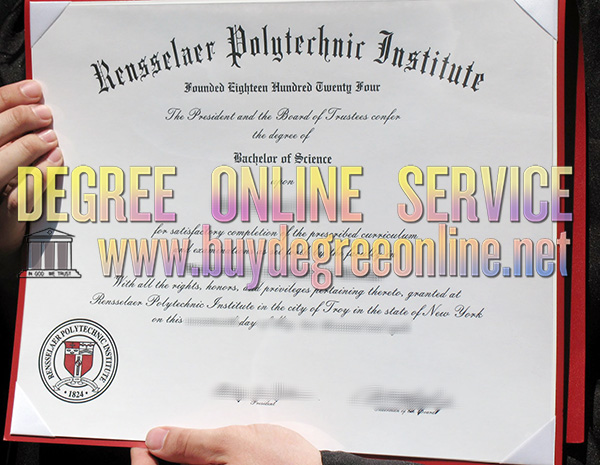 Rensselaer Polytechnic Institute
Founded Eighteen Hundred Twenty Four
The President and the Board of Trustees confer
the degree of
Bachelor of Science
upon
DEGREE ONLINE SERVICE
for satisfactory completion of the prescribed curriculum
IN GOD WE TRUST
www.buydegreeonline.net
With all the rights, honors, and privileges pertaining thereto, granted at
Rensselaer Polytechnic Institute in the city of Troy in the state of New York
on this day
RENSSELAER POLYTECHNIC INSTITUTE
1824
President